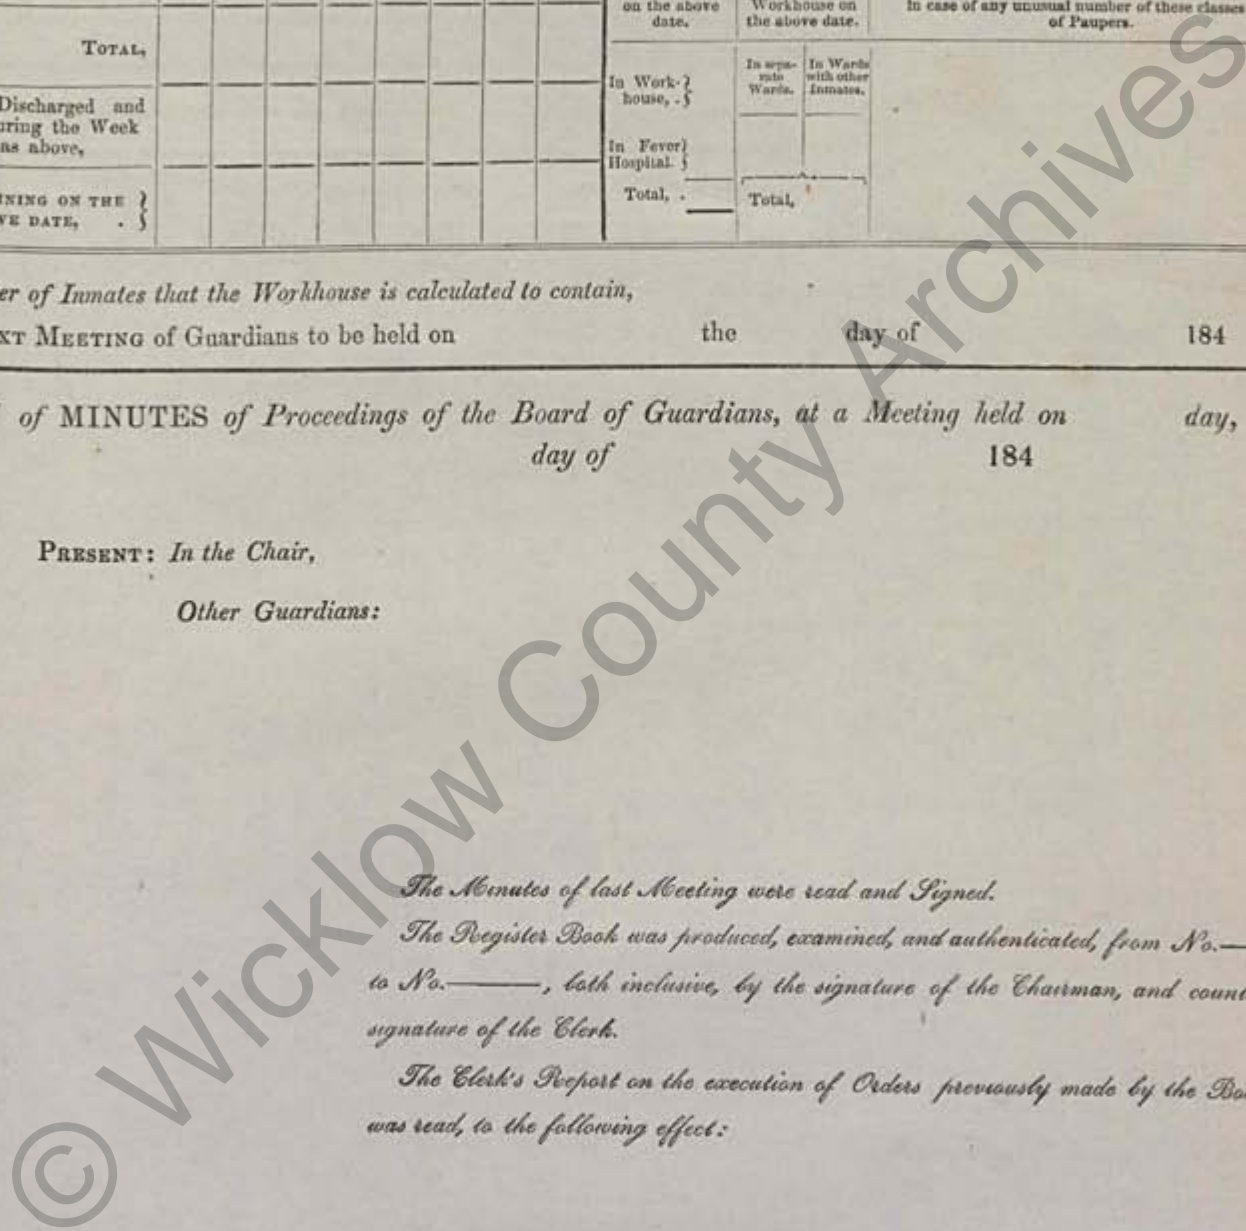 on the above
date.
Workhouse on
the above date.
In case of any unusual number of these classes
of Paupers.
TOTAL,
In sepa-
rate
Wards.
In Wards
with other
Inmates.
In Work-}
house, . }
Discharged and
uring the Week
as above,
In Fever}
Hospital. }
Total, .
Total,
NING ON THE }
VE DATE, . }
er of Inmates that the Workhouse is calculated to contain,
XT MEETING of Guardians to be held on the day of 184
of MINUTES of Proceedings of the Board of Guardians, at a Meeting held on day,
day of 184
PRESENT: In the Chair,
Other Guardians:
The Minutes of last Meeting were read and Signed.
The Register Book was produced, examined, and authenticated, from No.—
to No.———, both inclusive, by the signature of the Chairman, and count
signature of the Clerk.
The Clerk's Report on the execution of Orders previously made by the Bo
was read, to the following effect:
© Wicklow County Archives